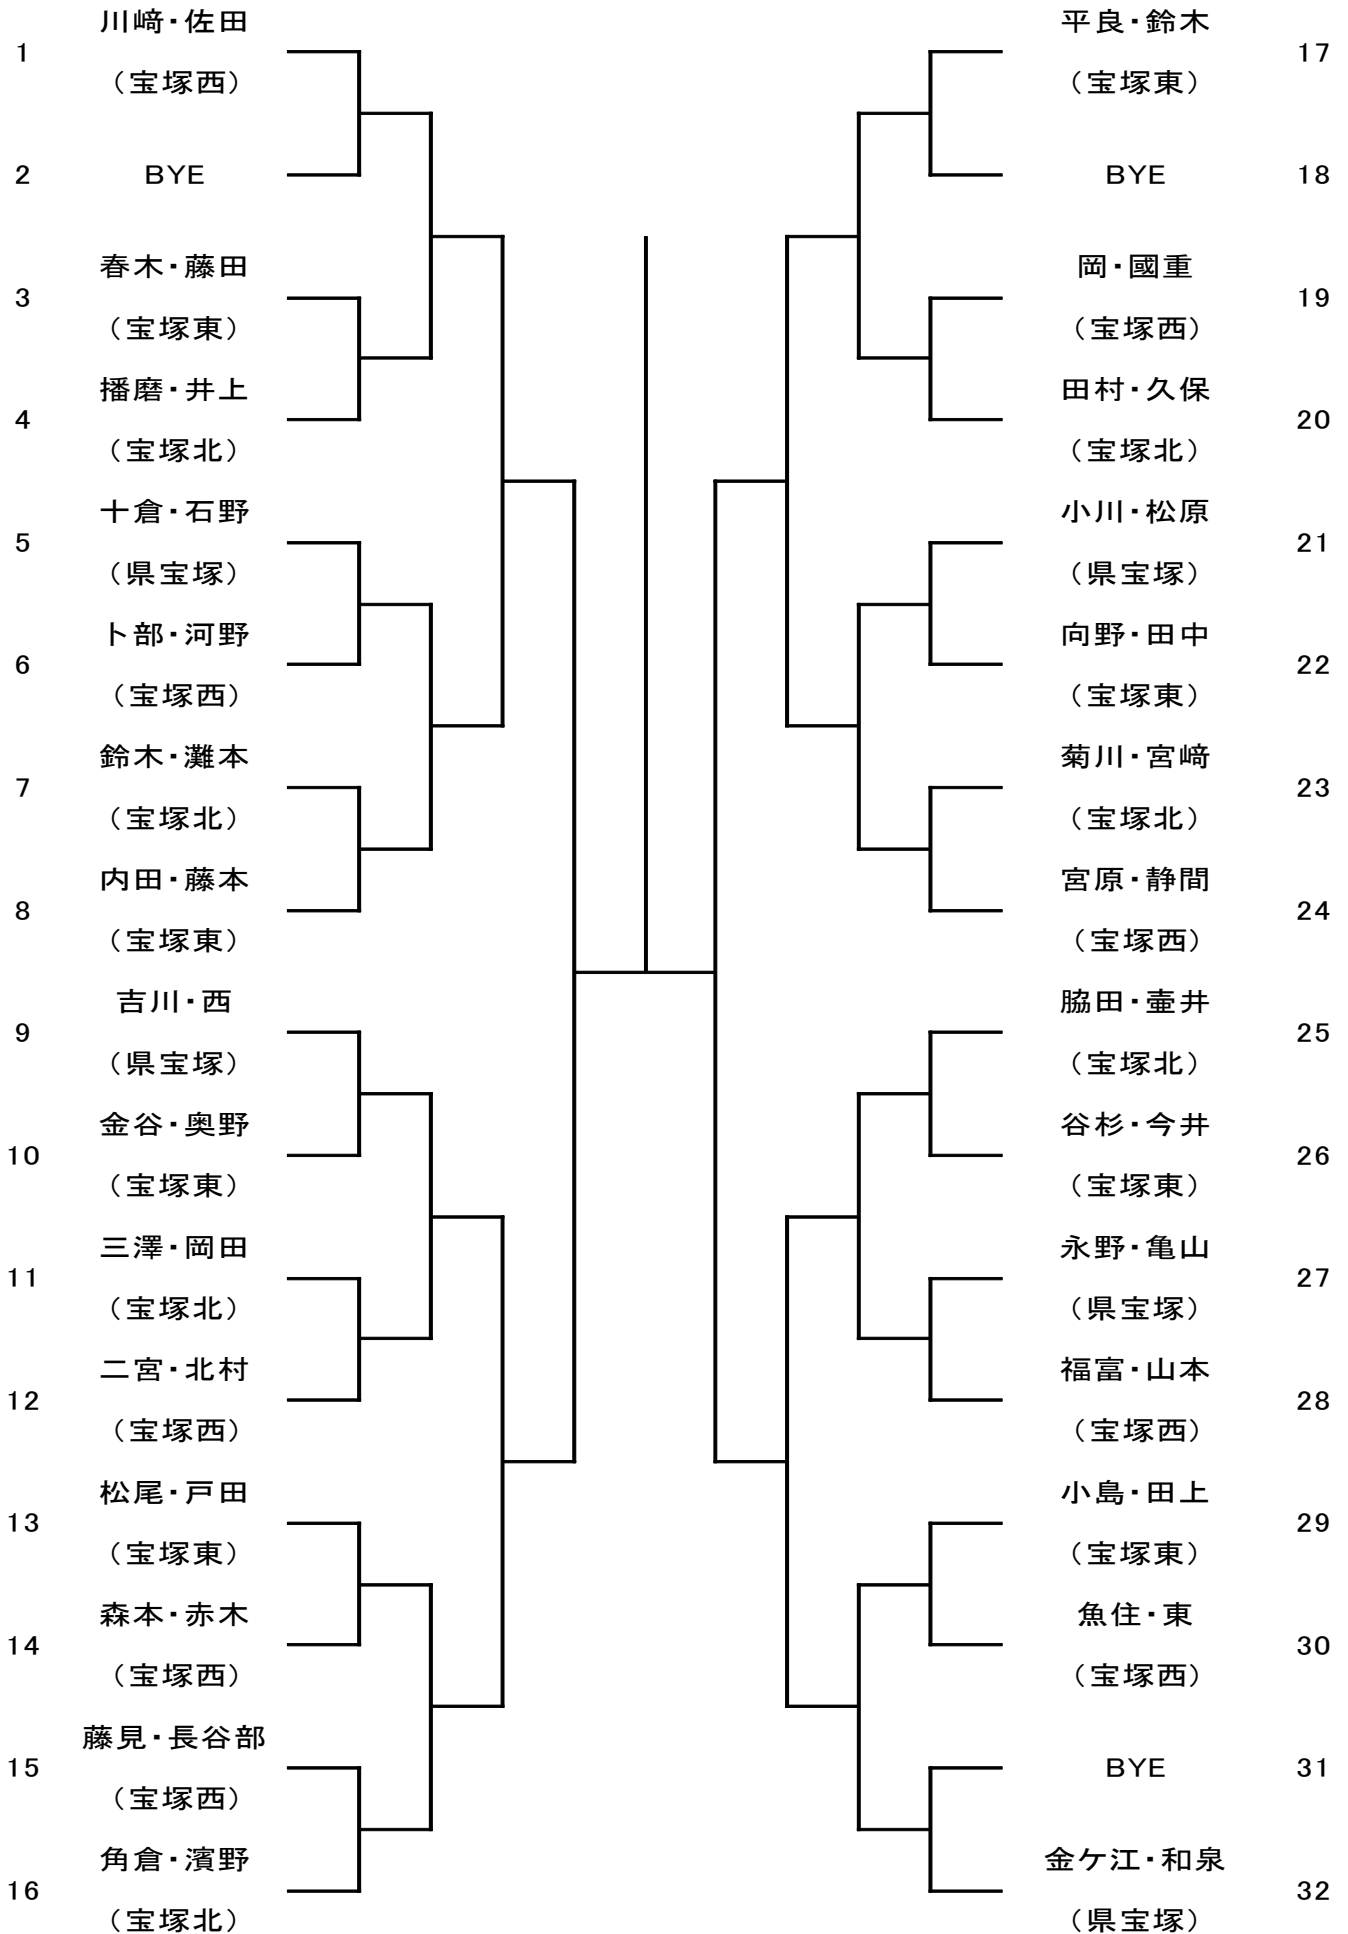 川﨑・佐田
1
（宝塚西）
2 BYE
春木・藤田
3
（宝塚東）
播磨・井上
4
（宝塚北）
十倉・石野
5
（県宝塚）
卜部・河野
6
（宝塚西）
鈴木・灘本
7
（宝塚北）
内田・藤本
8
（宝塚東）
吉川・西
9
（県宝塚）
金谷・奥野
10
（宝塚東）
三澤・岡田
11
（宝塚北）
二宮・北村
12
（宝塚西）
松尾・戸田
13
（宝塚東）
森本・赤木
14
（宝塚西）
藤見・長谷部
15
（宝塚西）
角倉・濱野
16
（宝塚北）
平良・鈴木
17
（宝塚東）
BYE 18
岡・國重
19
（宝塚西）
田村・久保
20
（宝塚北）
小川・松原
21
（県宝塚）
向野・田中
22
（宝塚東）
菊川・宮﨑
23
（宝塚北）
宮原・静間
24
（宝塚西）
脇田・壷井
25
（宝塚北）
谷杉・今井
26
（宝塚東）
永野・亀山
27
（県宝塚）
福富・山本
28
（宝塚西）
小島・田上
29
（宝塚東）
魚住・東
30
（宝塚西）
BYE 31
金ケ江・和泉
32
（県宝塚）